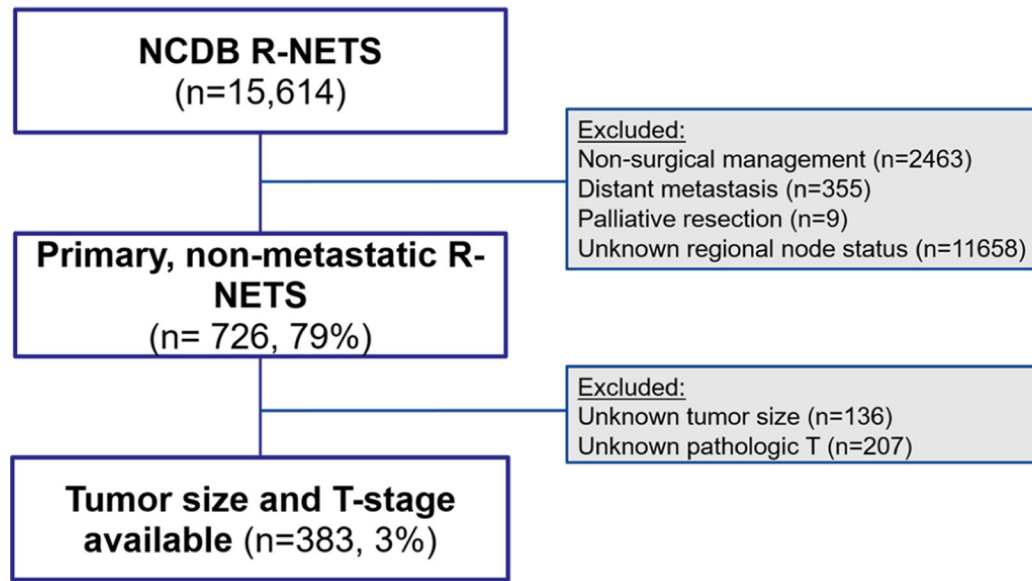 NCDB R-NETS
(n=15,614)
Excluded:
Non-surgical management (n=2463)
Distant metastasis (n=355)
Palliative resection (n=9)
Unknown regional node status (n=11658)
Primary, non-metastatic R-
NETS
(n= 726, 79%)
Excluded:
Unknown tumor size (n=136)
Unknown pathologic T (n=207)
Tumor size and T-stage
available (n=383, 3%)